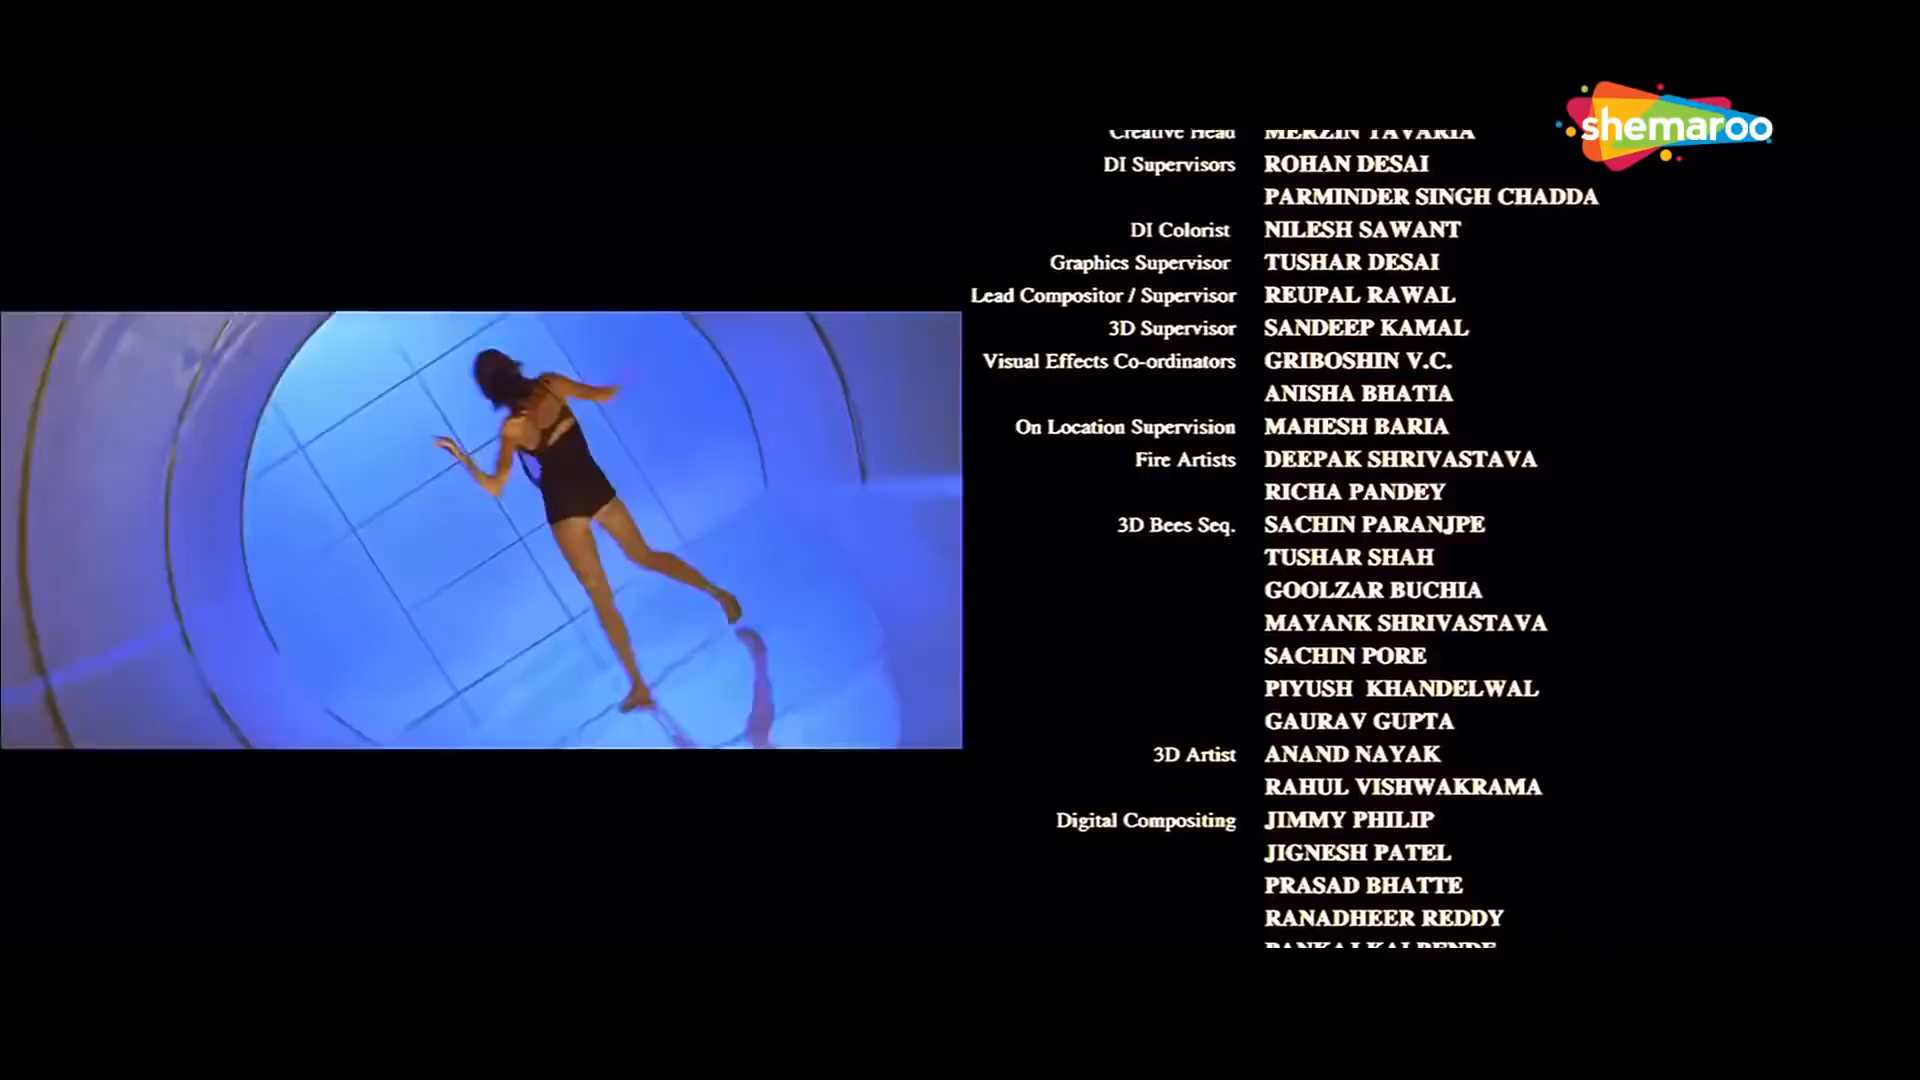 shemaroo
Creative Head MERZIN TAVARIA
DI Supervisors ROHAN DESAI
PARMINDER SINGH CHADDA
DI Colorist NILESH SAWANT
Graphics Supervisor TUSHAR DESAI
Lead Compositor / Supervisor REUPAL RAWAL
3D Supervisor SANDEEP KAMAL
Visual Effects Co-ordinators GRIBOSHIN V.C.
ANISHA BHATIA
On Location Supervision MAHESH BARIA
Fire Artists DEEPAK SHRIVASTAVA
RICHA PANDEY
3D Bees Seq. SACHIN PARANJPE
TUSHAR SHAH
GOOLZAR BUCHIA
MAYANK SHRIVASTAVA
SACHIN PORE
PIYUSH KHANDELWAL
GAURAV GUPTA
3D Artist ANAND NAYAK
RAHUL VISHWAKRAMA
Digital Compositing JIMMY PHILIP
JIGNESH PATEL
PRASAD BHATTE
RANADHEER REDDY